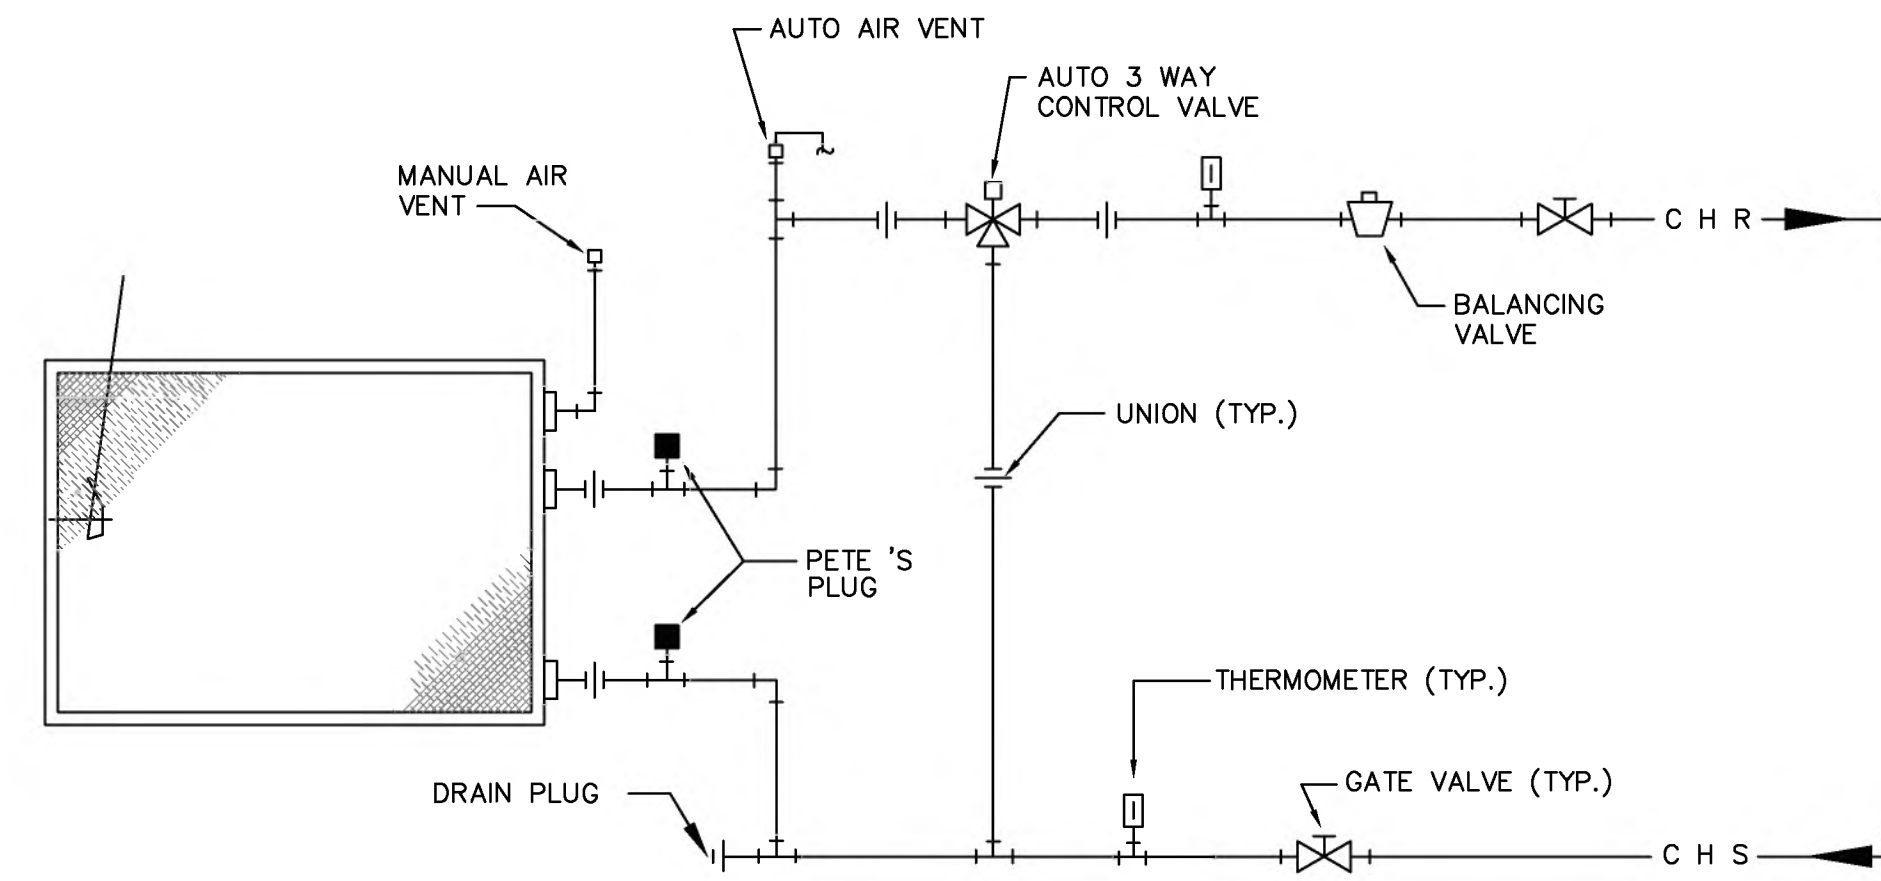 AUTO AIR VENT
AUTO 3 WAY
CONTROL VALVE
MANUAL AIR
VENT
C H R
BALANCING
VALVE
UNION (TYP.)
PETE 'S
PLUG
THERMOMETER (TYP.)
DRAIN PLUG
GATE VALVE (TYP.)
C H S